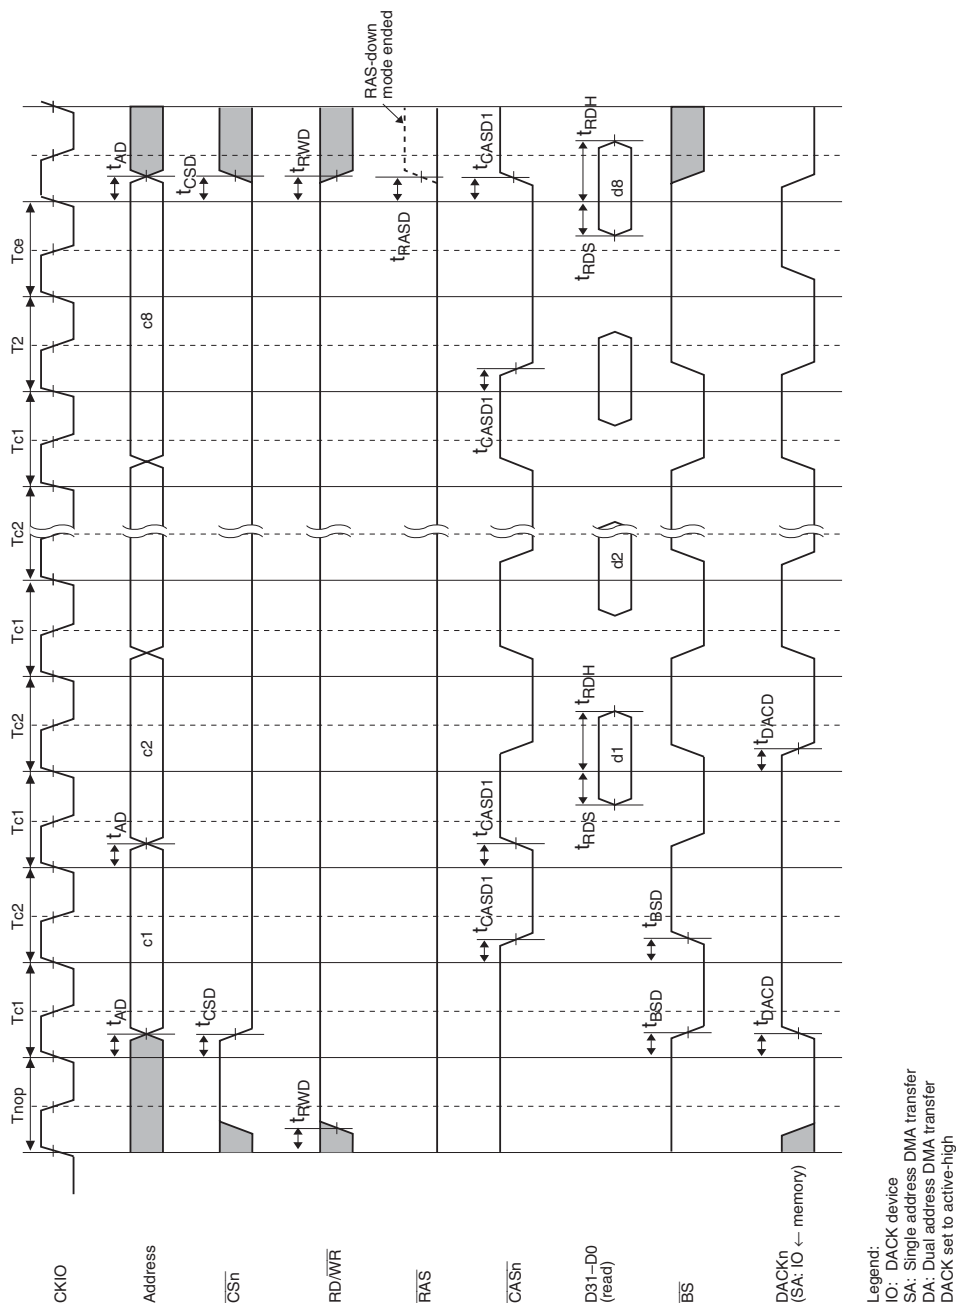 Tnop
Tc1
Tc2
Tc1
Tc2
Tc1
Tc2
Tc1
T2
Tce
CKIO
Address
tAD
c1
tAD
c2
c8
tAD
CSn
tCSD
tCSD
RD/WR
tRWD
tRWD
RAS
tRASD
RAS-down
mode ended
CASn
tCASD1
tCASD1
tCASD1
tCASD1
D31–D0
(read)
tRDS
d1
tRDH
d2
tRDS
d8
tRDH
BS
tBSD
tBSD
DACKn
(SA: IO ← memory)
tDACD
tDACD
Legend:
IO: DACK device
SA: Single address DMA transfer
DA: Dual address DMA transfer
DACK set to active-high